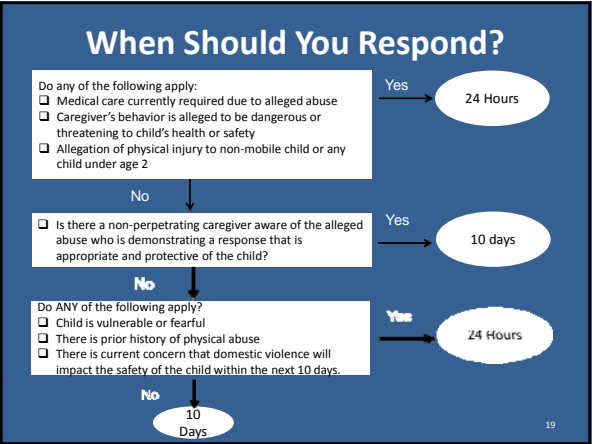 When Should You Respond?
Do any of the following apply:
❑ Medical care currently required due to alleged abuse
❑ Caregiver's behavior is alleged to be dangerous or
threatening to child's health or safety
❑ Allegation of physical injury to non-mobile child or any
child under age 2
Yes
24 Hours
No
❑ Is there a non-perpetrating caregiver aware of the alleged
abuse who is demonstrating a response that is
appropriate and protective of the child?
Yes
10 days
No
Do ANY of the following apply?
❑ Child is vulnerable or fearful
❑ There is prior history of physical abuse
❑ There is current concern that domestic violence will
impact the safety of the child within the next 10 days.
Yes
24 Hours
No
10
Days
19